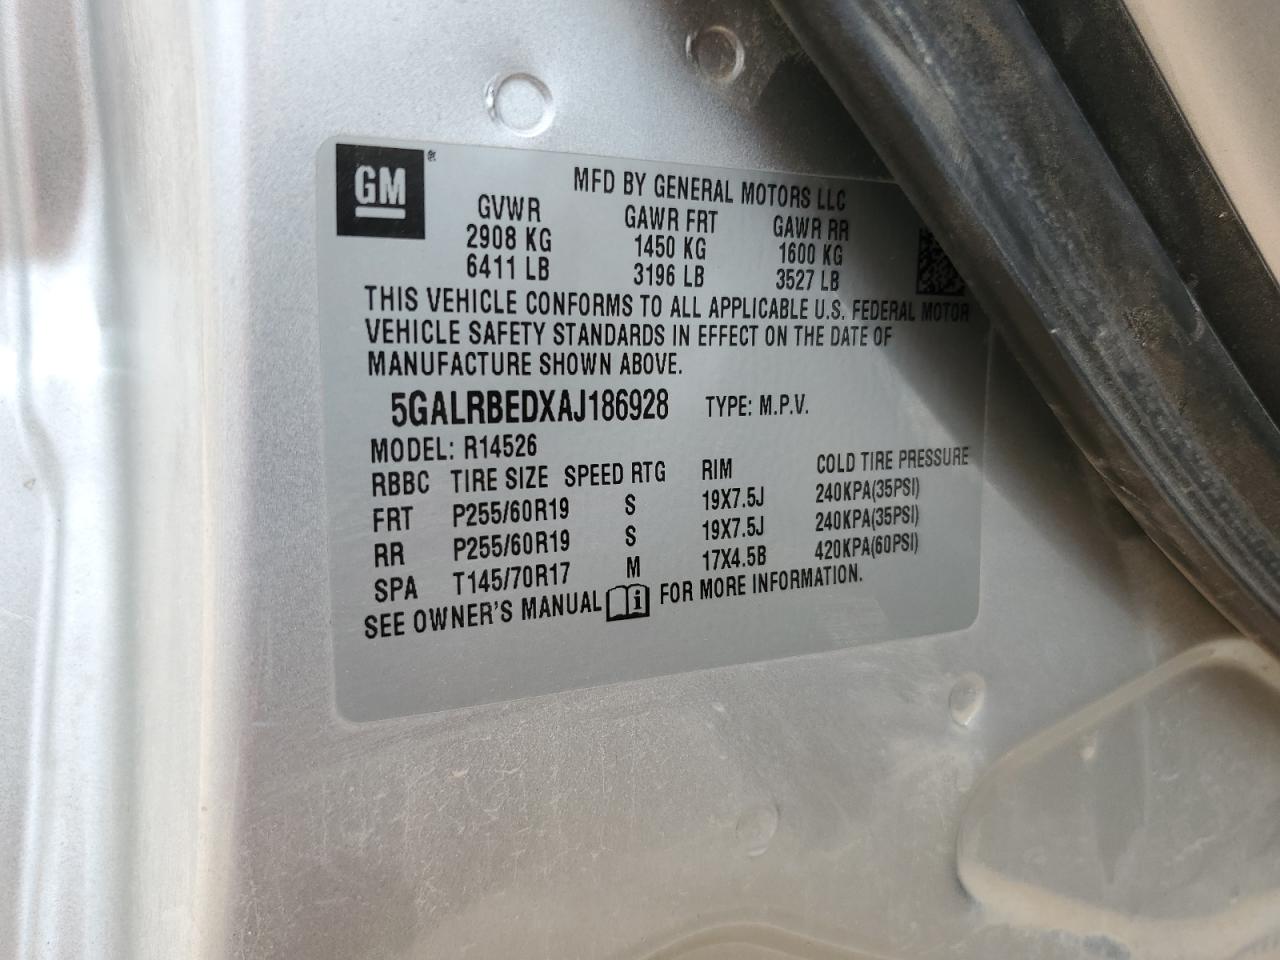 GM
MFD BY GENERAL MOTORS LLC
GVWR GAWR FRT GAWR RR
2908 KG 1450 KG 1600 KG
6411 LB 3196 LB 3527 LB
THIS VEHICLE CONFORMS TO ALL APPLICABLE U.S. FEDERAL MOTOR
VEHICLE SAFETY STANDARDS IN EFFECT ON THE DATE OF
MANUFACTURE SHOWN ABOVE.
5GALRBEDXAJ186928 TYPE: M.P.V.
MODEL: R14526
RBBC TIRE SIZE SPEED RTG RIM COLD TIRE PRESSURE
FRT P255/60R19 S 19X7.5J 240KPA(35PSI)
RR P255/60R19 S 19X7.5J 240KPA(35PSI)
SPA T145/70R17 M 17X4.5B 420KPA(60PSI)
SEE OWNER'S MANUAL i FOR MORE INFORMATION.